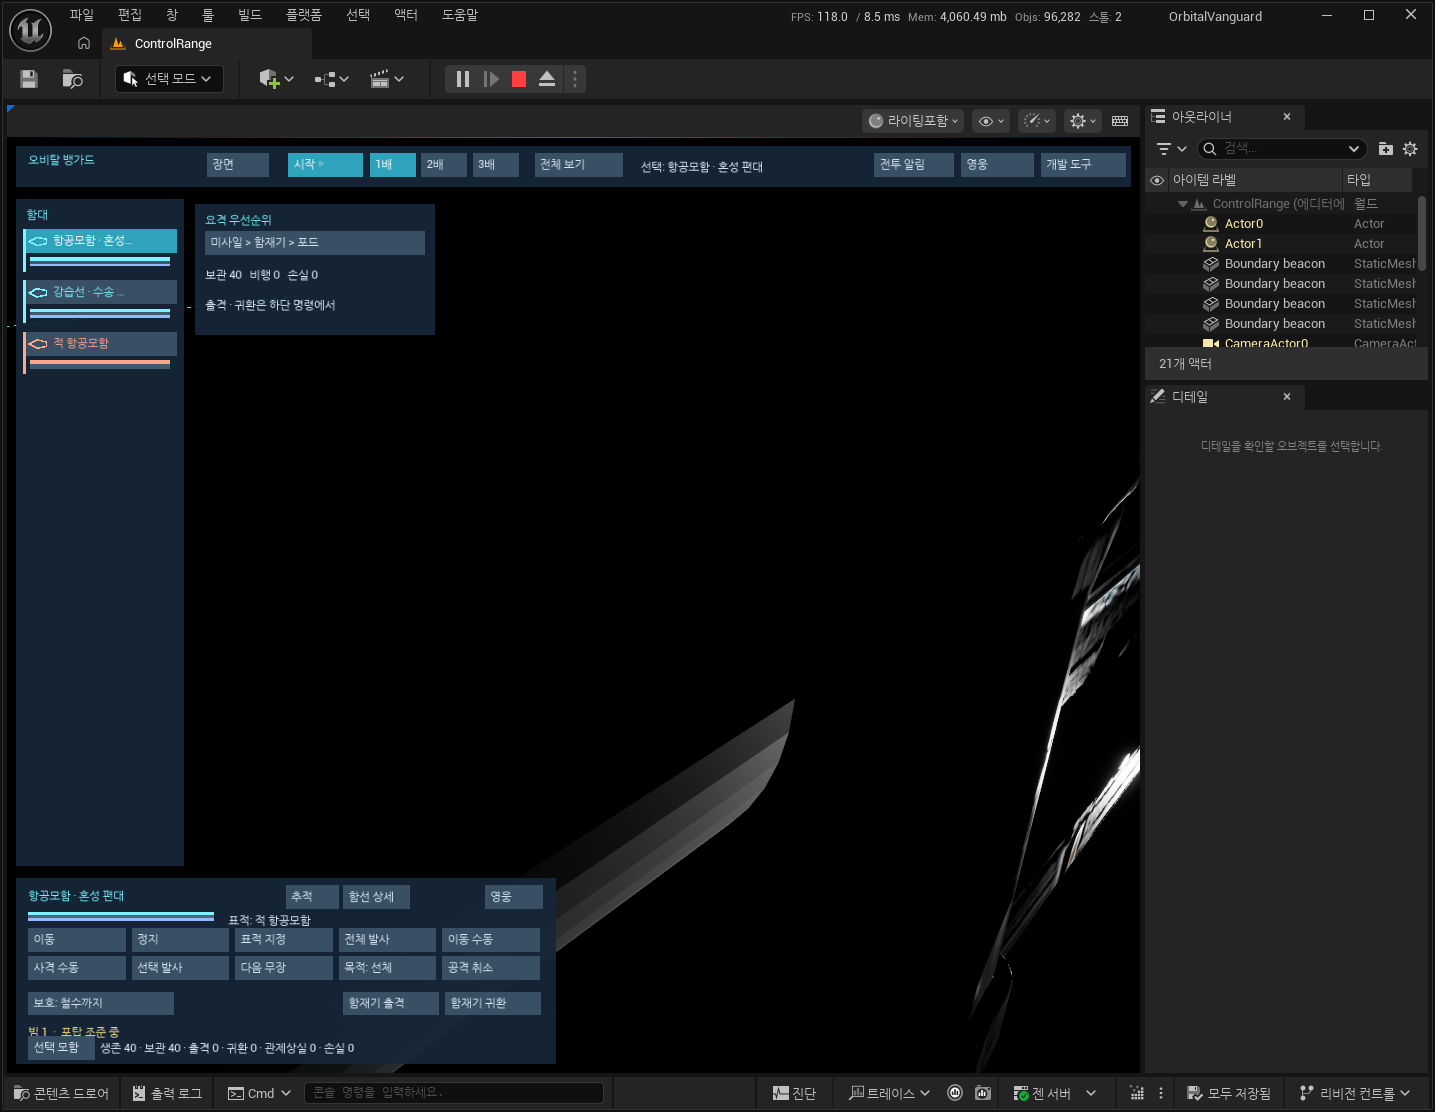 파일 편집 창 툴 빌드 플랫폼 선택 액터 도움말
FPS: 118.0 / 8.5 ms Mem: 4,060.49 mb Objs: 96,282 스톨: 2
OrbitalVanguard
ControlRange
선택 모드
라이팅포함
오비탈 뱅가드
장면
시작
1배
2배
3배
전체 보기
선택: 항공모함 · 혼성 편대
전투 알림
영웅
개발 도구
함대
항공모함 · 혼성...
강습선 · 수송 ...
적 항공모함
요격 우선순위
미사일 > 함재기 > 포드
보관 40 비행 0 손실 0
출격 · 귀환은 하단 명령에서
항공모함 · 혼성 편대
추적
함선 상세
영웅
표적: 적 항공모함
이동
정지
표적 지정
전체 발사
이동 수동
사격 수동
선택 발사
다음 무장
목적: 선체
공격 취소
보호: 철수까지
함재기 출격
함재기 귀환
빔 1 · 포탑 조준 중
선택 모함
생존 40 · 보관 40 · 출격 0 · 귀환 0 · 관제상실 0 · 손실 0
아웃라이너
검색...
아이템 라벨
타입
ControlRange (에디터에
월드
Actor0
Actor
Actor1
Actor
Boundary beacon
StaticMesh
Boundary beacon
StaticMesh
Boundary beacon
StaticMesh
Boundary beacon
StaticMesh
CameraActor0
CameraAct
21개 액터
디테일
디테일을 확인할 오브젝트를 선택합니다.
콘텐츠 드로어
출력 로그
Cmd
콘솔 명령을 입력하세요.
진단
트레이스
젠 서버
모두 저장됨
리비전 컨트롤